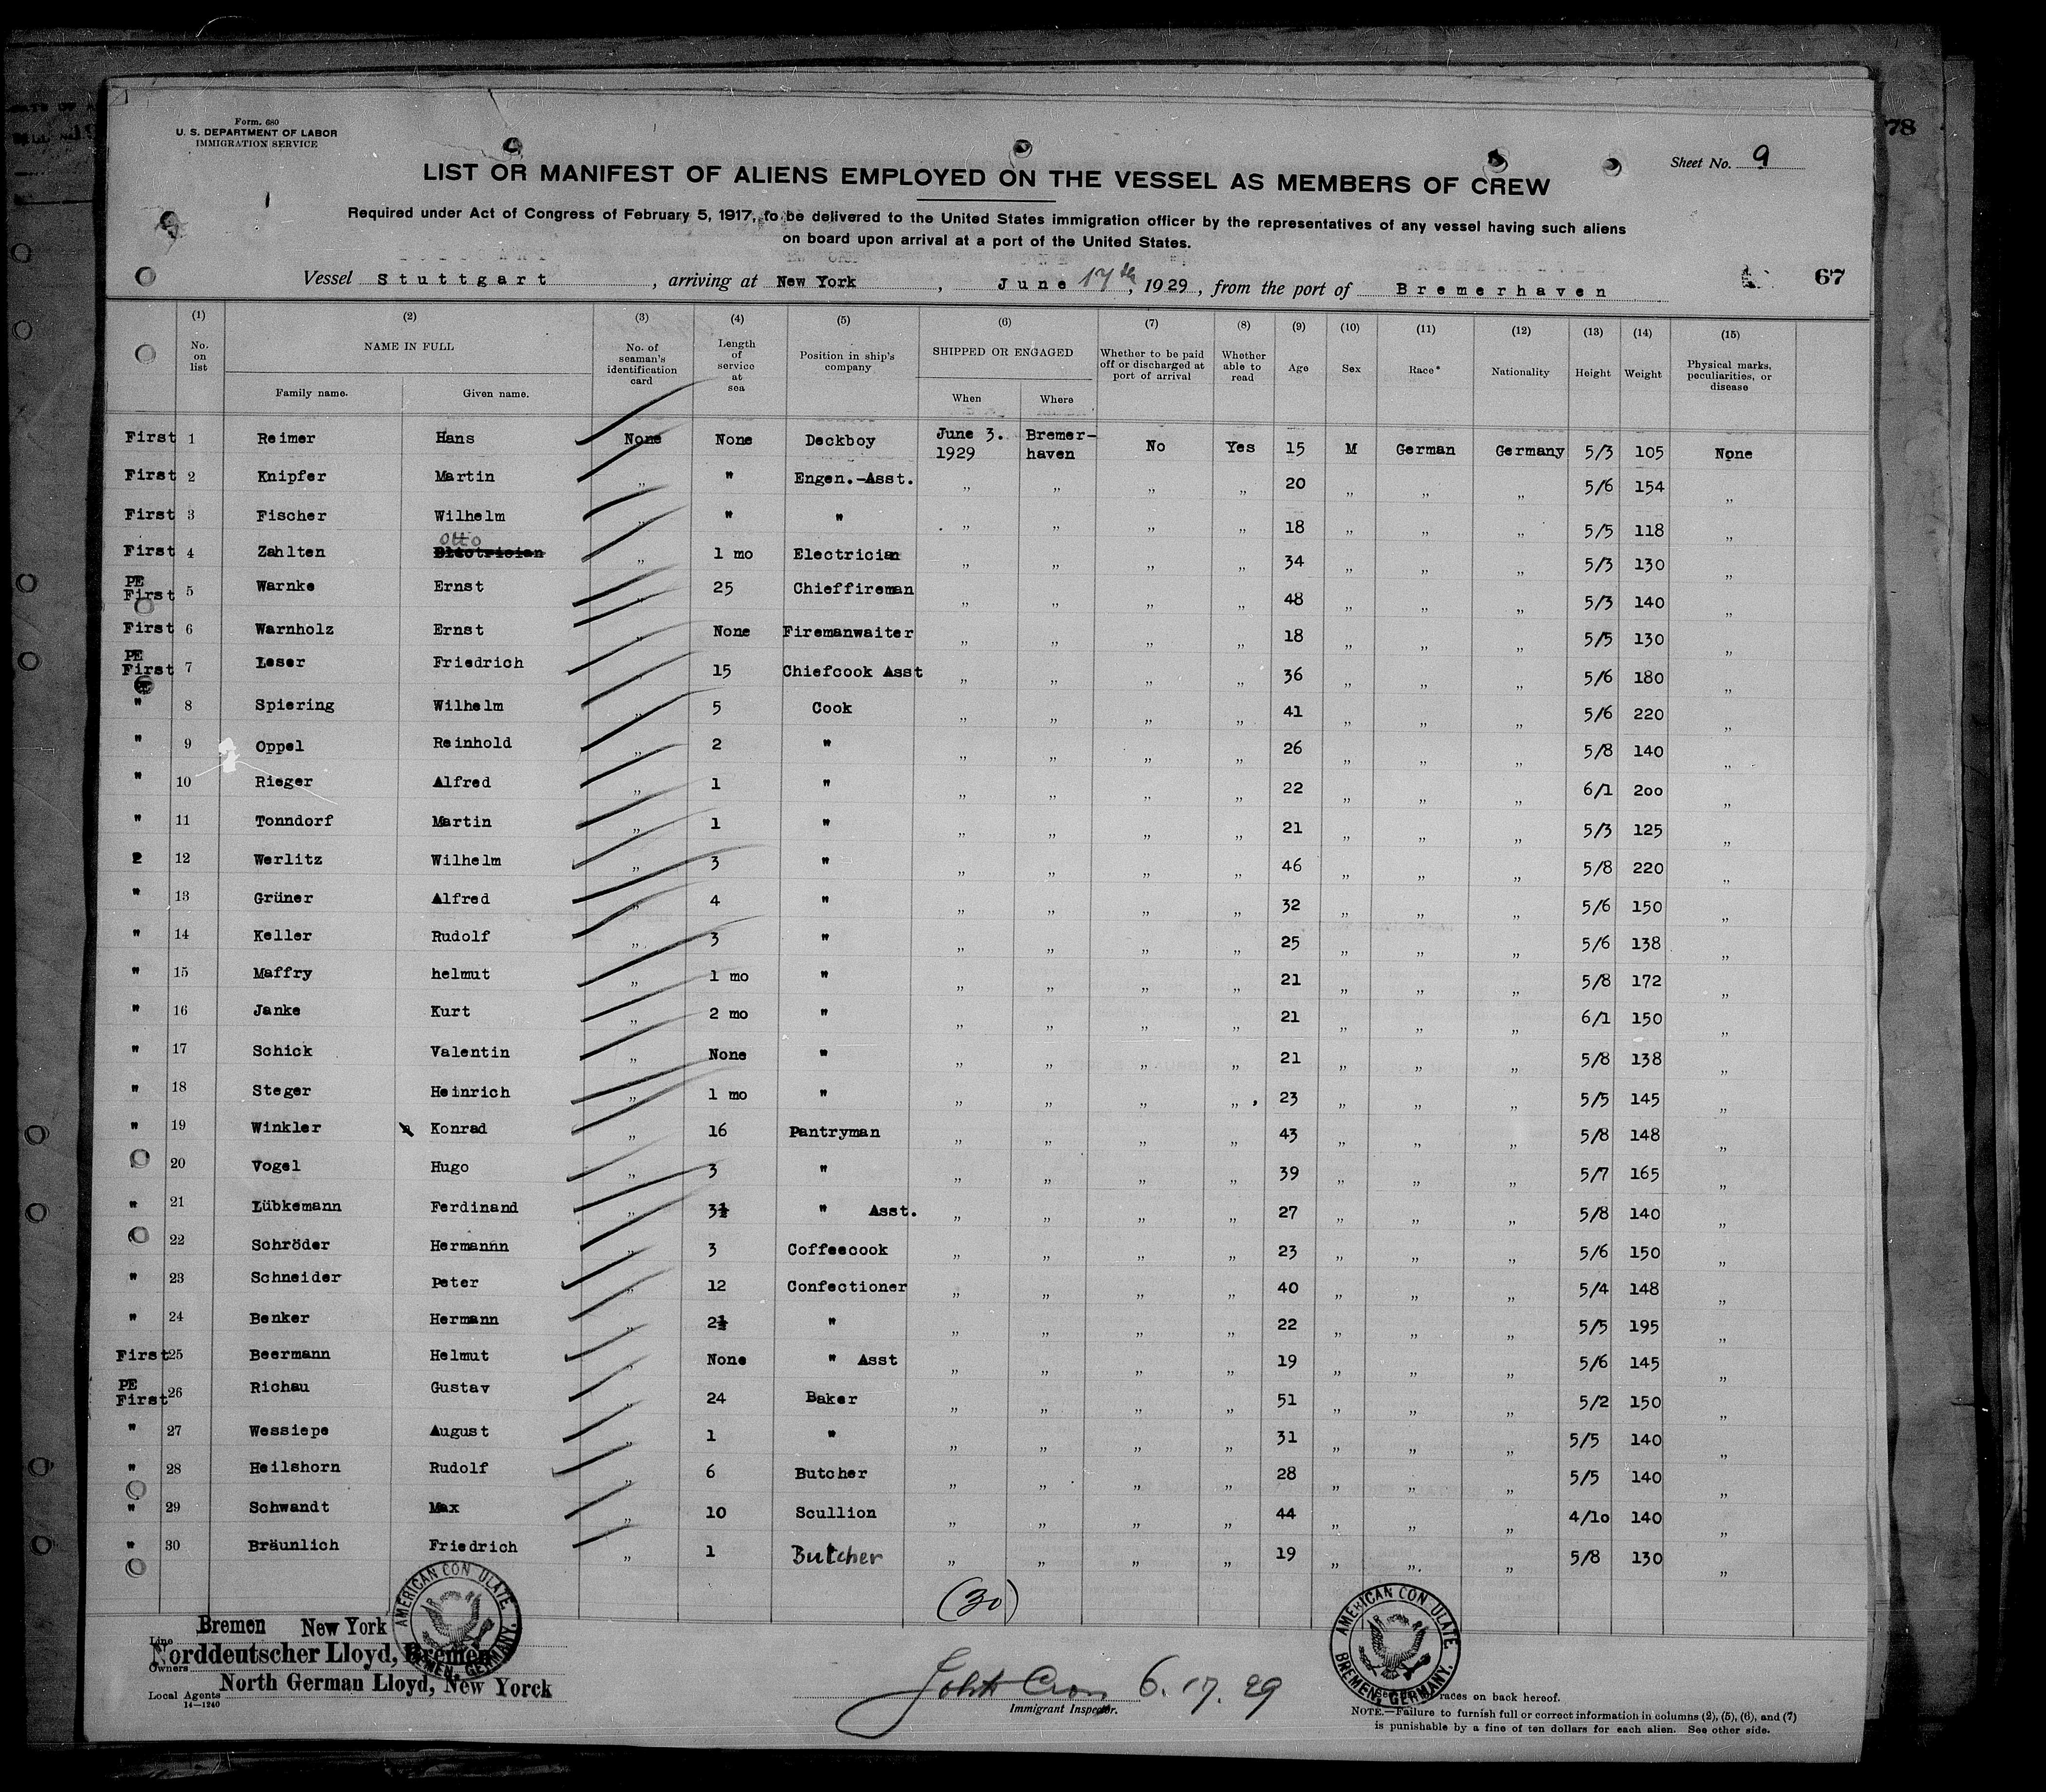 78
Form. 680
U. S. DEPARTMENT OF LABOR
IMMIGRATION SERVICE
Sheet No. 9
LIST OR MANIFEST OF ALIENS EMPLOYED ON THE VESSEL AS MEMBERS OF CREW
Required under Act of Congress of February 5, 1917, to be delivered to the United States immigration officer by the representatives of any vessel having such aliens
on board upon arrival at a port of the United States.
Vessel Stuttgart, arriving at New York, June 17th, 1929, from the port of Bremerhaven 67
(1) No. on list (2) NAME IN FULL Family name. Given name. (3) No. of seaman's identification card (4) Length of service at sea (5) Position in ship's company (6) SHIPPED OR ENGAGED When Where (7) Whether to be paid off or discharged at port of arrival (8) Whether able to read (9) Age (10) Sex (11) Race* (12) Nationality (13) Height (14) Weight (15) Physical marks, peculiarities, or disease
First 1 Reimer Hans None None Deckboy June 3. 1929 Bremer-haven No Yes 15 M German Germany 5/3 105 None
First 2 Knipfer Martin „ " Engen.-Asst. „ „ „ „ 20 „ „ „ 5/6 154 „
First 3 Fischer Wilhelm „ " " „ „ „ „ 18 „ „ „ 5/5 118 „
First 4 Zahlten Electrician Otto „ 1 mo Electrician „ „ „ „ 34 „ „ „ 5/3 130 „
PE First 5 Warnke Ernst „ 25 Chieffireman „ „ „ „ 48 „ „ „ 5/3 140 „
First 6 Warnholz Ernst „ None Firemanwaiter „ „ „ „ 18 „ „ „ 5/5 130 „
PE First 7 Leser Friedrich „ 15 Chiefcook Asst „ „ „ „ 36 „ „ „ 5/6 180 „
" 8 Spiering Wilhelm „ 5 Cook „ „ „ „ 41 „ „ „ 5/6 220 „
" 9 Oppel Reinhold „ 2 " „ „ „ „ 26 „ „ „ 5/8 140 „
" 10 Rieger Alfred „ 1 " „ „ „ „ 22 „ „ „ 6/1 200 „
" 11 Tonndorf Martin „ 1 " „ „ „ „ 21 „ „ „ 5/3 125 „
" 12 Werlitz Wilhelm „ 3 " „ „ „ „ 46 „ „ „ 5/8 220 „
" 13 Grüner Alfred „ 4 " „ „ „ „ 32 „ „ „ 5/6 150 „
" 14 Keller Rudolf „ 3 " „ „ „ „ 25 „ „ „ 5/6 138 „
" 15 Maffry helmut „ 1 mo " „ „ „ „ 21 „ „ „ 5/8 172 „
" 16 Janke Kurt „ 2 mo " „ „ „ „ 21 „ „ „ 6/1 150 „
" 17 Schick Valentin „ None " „ „ „ „ 21 „ „ „ 5/8 138 „
" 18 Steger Heinrich „ 1 mo " „ „ „ „ 23 „ „ „ 5/5 145 „
" 19 Winkler Konrad „ 16 Pantryman „ „ „ „ 43 „ „ „ 5/8 148 „
20 Vogel Hugo „ 3 " „ „ „ „ 39 „ „ „ 5/7 165 „
" 21 Lübkemann Ferdinand „ 3½ " Asst. „ „ „ „ 27 „ „ „ 5/8 140 „
22 Schröder Hermannn „ 3 Coffeecook „ „ „ „ 23 „ „ „ 5/6 150 „
" 23 Schneider Peter „ 12 Confectioner „ „ „ „ 40 „ „ „ 5/4 148 „
" 24 Benker Hermann „ 2½ " „ „ „ „ 22 „ „ „ 5/5 195 „
First 25 Beermann Helmut „ None " Asst „ „ „ „ 19 „ „ „ 5/6 145 „
PE First 26 Richau Gustav „ 24 Baker „ „ „ „ 51 „ „ „ 5/2 150 „
" 27 Wessiepe August „ 1 " „ „ „ „ 31 „ „ „ 5/5 140 „
" 28 Heilshorn Rudolf „ 6 Butcher „ „ „ „ 28 „ „ „ 5/5 140 „
" 29 Schwandt Max „ 10 Scullion „ „ „ „ 44 „ „ „ 4/10 140 „
" 30 Bräunlich Friedrich „ 1 Butcher „ „ „ „ 19 „ „ „ 5/8 130 „
(30)
Line Bremen New York
Owners Norddeutscher Lloyd, Bremen
Local Agents North German Lloyd, New Yorck
14—1240
AMERICAN CONSULATE BREMEN, GERMANY.
6. 17. 29
Immigrant Inspector.
AMERICAN CONSULATE BREMEN, GERMANY.
races on back hereof.
NOTE.—Failure to furnish full or correct information in columns (2), (5), (6), and (7)
is punishable by a fine of ten dollars for each alien. See other side.